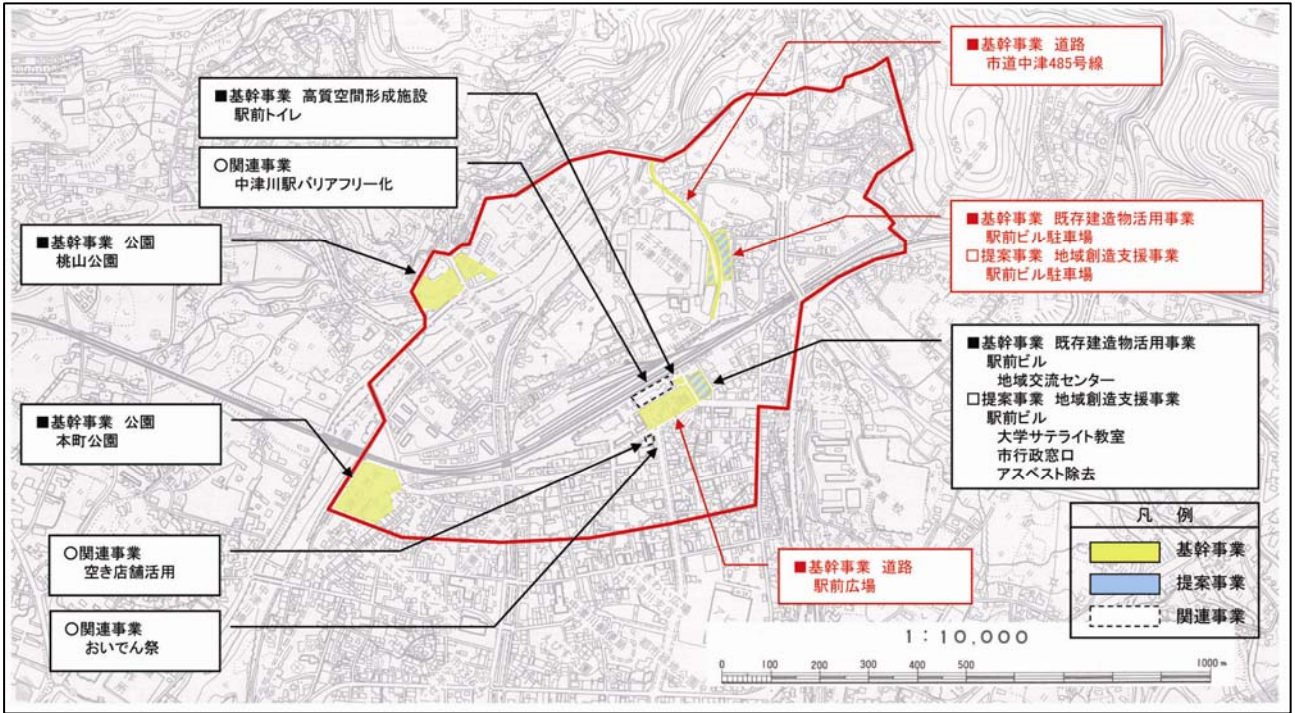 ■基幹事業 道路
市道中津485号線
■基幹事業 高質空間形成施設
駅前トイレ
○関連事業
中津川駅バリアフリー化
■基幹事業 公園
桃山公園
■基幹事業 既存建造物活用事業
駅前ビル駐車場
□提案事業 地域創造支援事業
駅前ビル駐車場
■基幹事業 既存建造物活用事業
駅前ビル
地域交流センター
□提案事業 地域創造支援事業
駅前ビル
大学サテライト教室
市行政窓口
アスベスト除去
■基幹事業 公園
本町公園
○関連事業
空き店舗活用
○関連事業
おいでん祭
■基幹事業 道路
駅前広場
凡 例
基幹事業
提案事業
関連事業
1:10,000
0 100 200 300 400 500 1000m